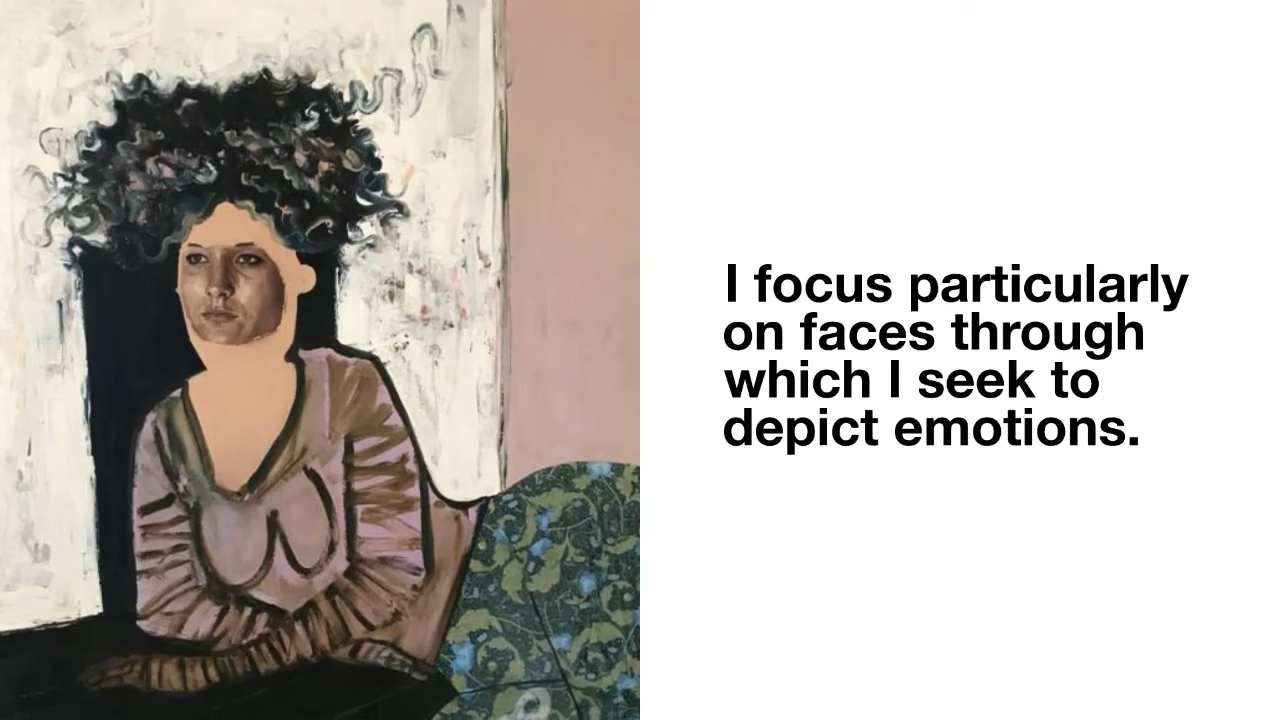 I focus particularly
on faces through
which I seek to
depict emotions.